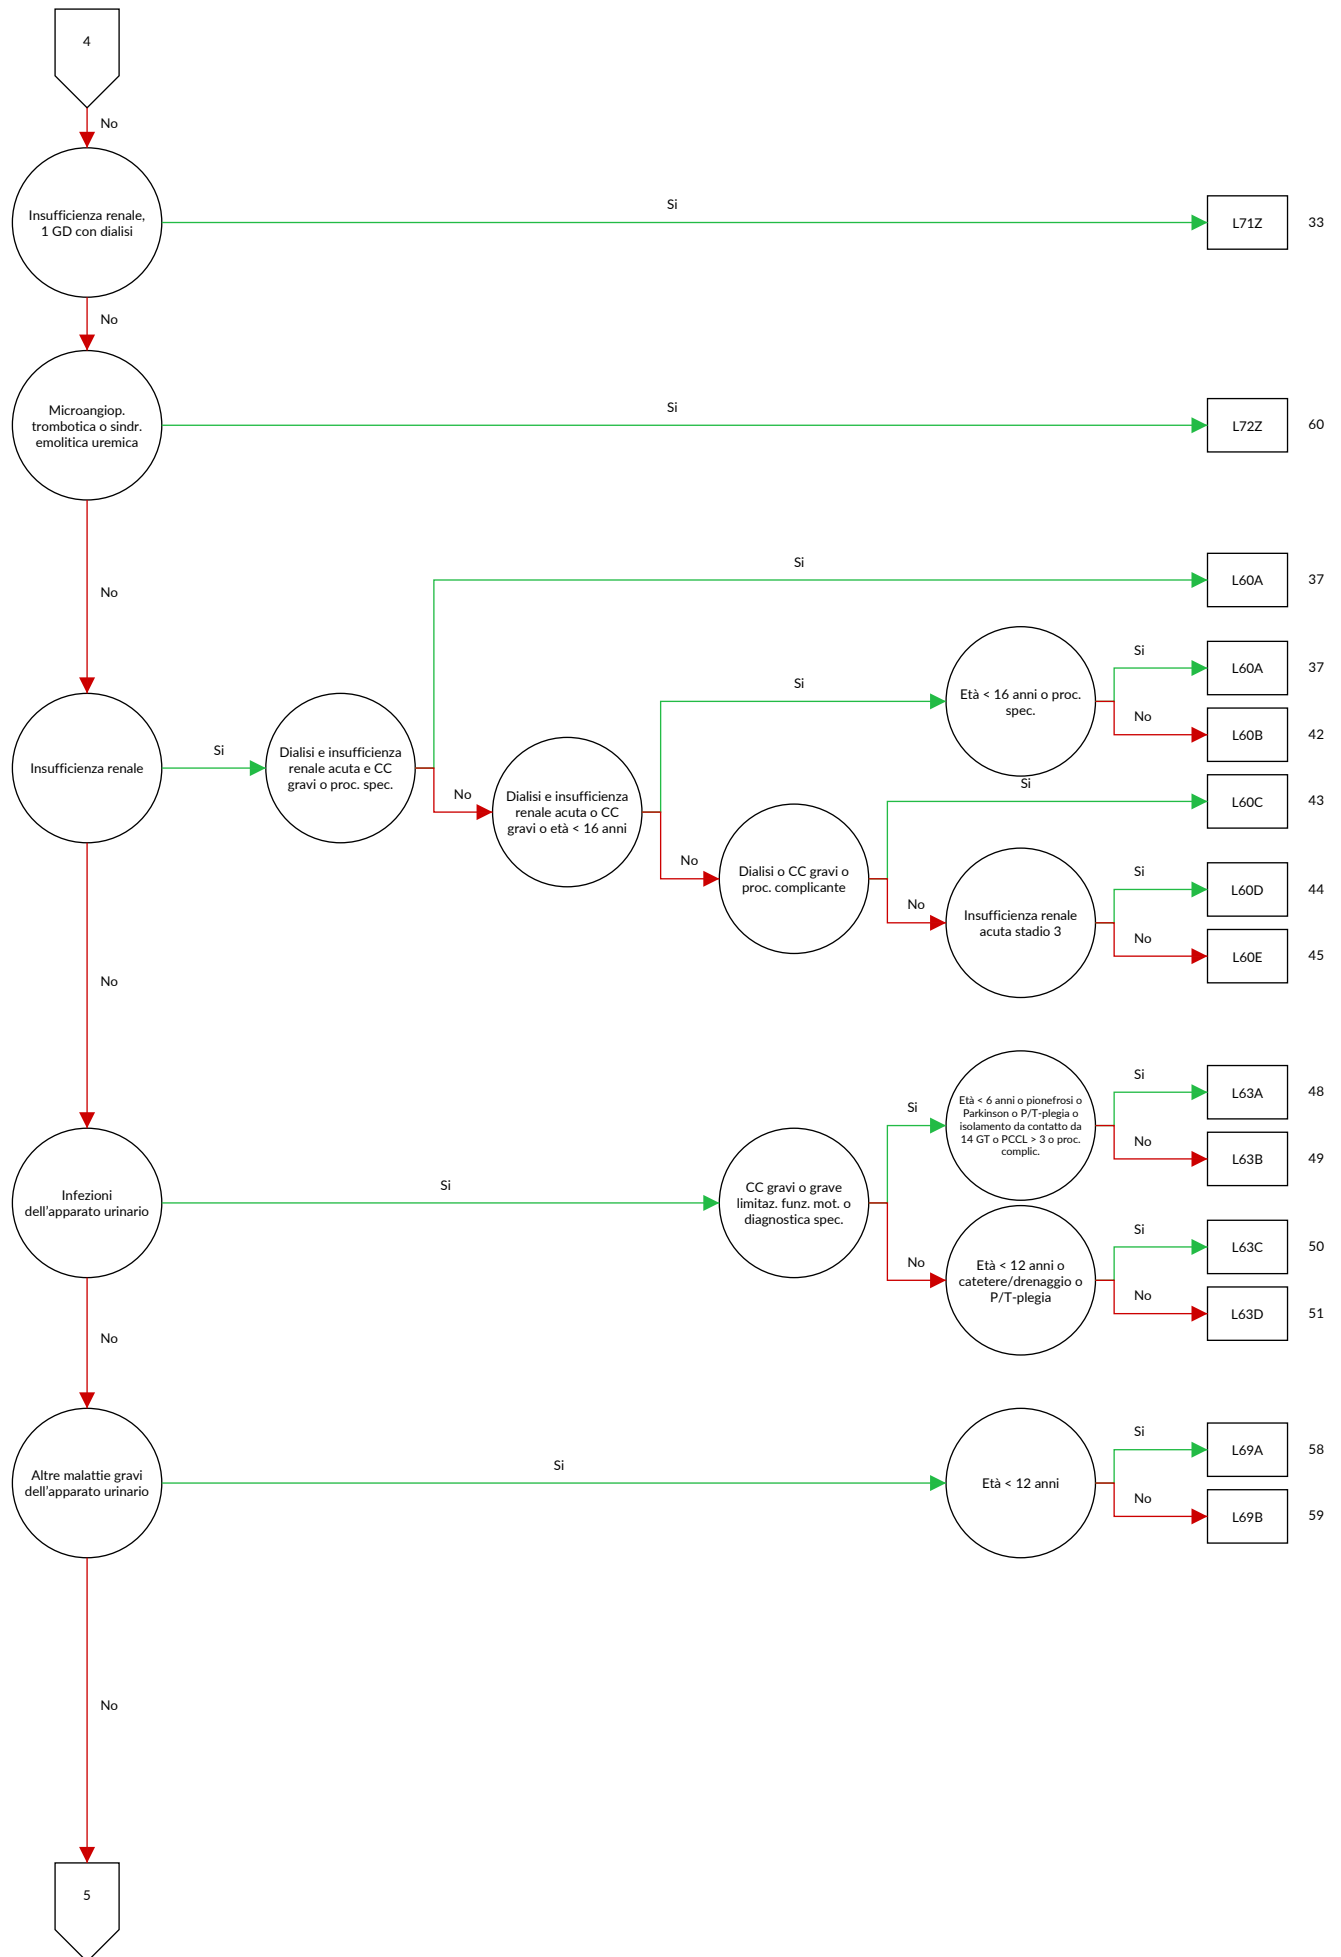 4
No
Insufficienza renale,
1 GD con dialisi
Si
L71Z
33
No
Microangiop.
trombotica o sindr.
emolitica uremica
Si
L72Z
60
No
Insufficienza renale
Si
Dialisi e insufficienza
renale acuta e CC
gravi o proc. spec.
Si
L60A
37
No
Dialisi e insufficienza
renale acuta o CC
gravi o età < 16 anni
Si
Età < 16 anni o proc.
spec.
Si
L60A
37
No
L60B
42
No
Dialisi o CC gravi o
proc. complicante
Si
L60C
43
No
Insufficienza renale
acuta stadio 3
Si
L60D
44
No
L60E
45
No
Infezioni
dell'apparato urinario
Si
CC gravi o grave
limitaz. funz. mot. o
diagnostica spec.
Si
Età < 6 anni o pionefrosi o
Parkinson o P/T-plegia o
isolamento da contatto da
14 GT o PCCL > 3 o proc.
complic.
Si
L63A
48
No
L63B
49
No
Età < 12 anni o
catetere/drenaggio o
P/T-plegia
Si
L63C
50
No
L63D
51
No
Altre malattie gravi
dell'apparato urinario
Si
Età < 12 anni
Si
L69A
58
No
L69B
59
No
5